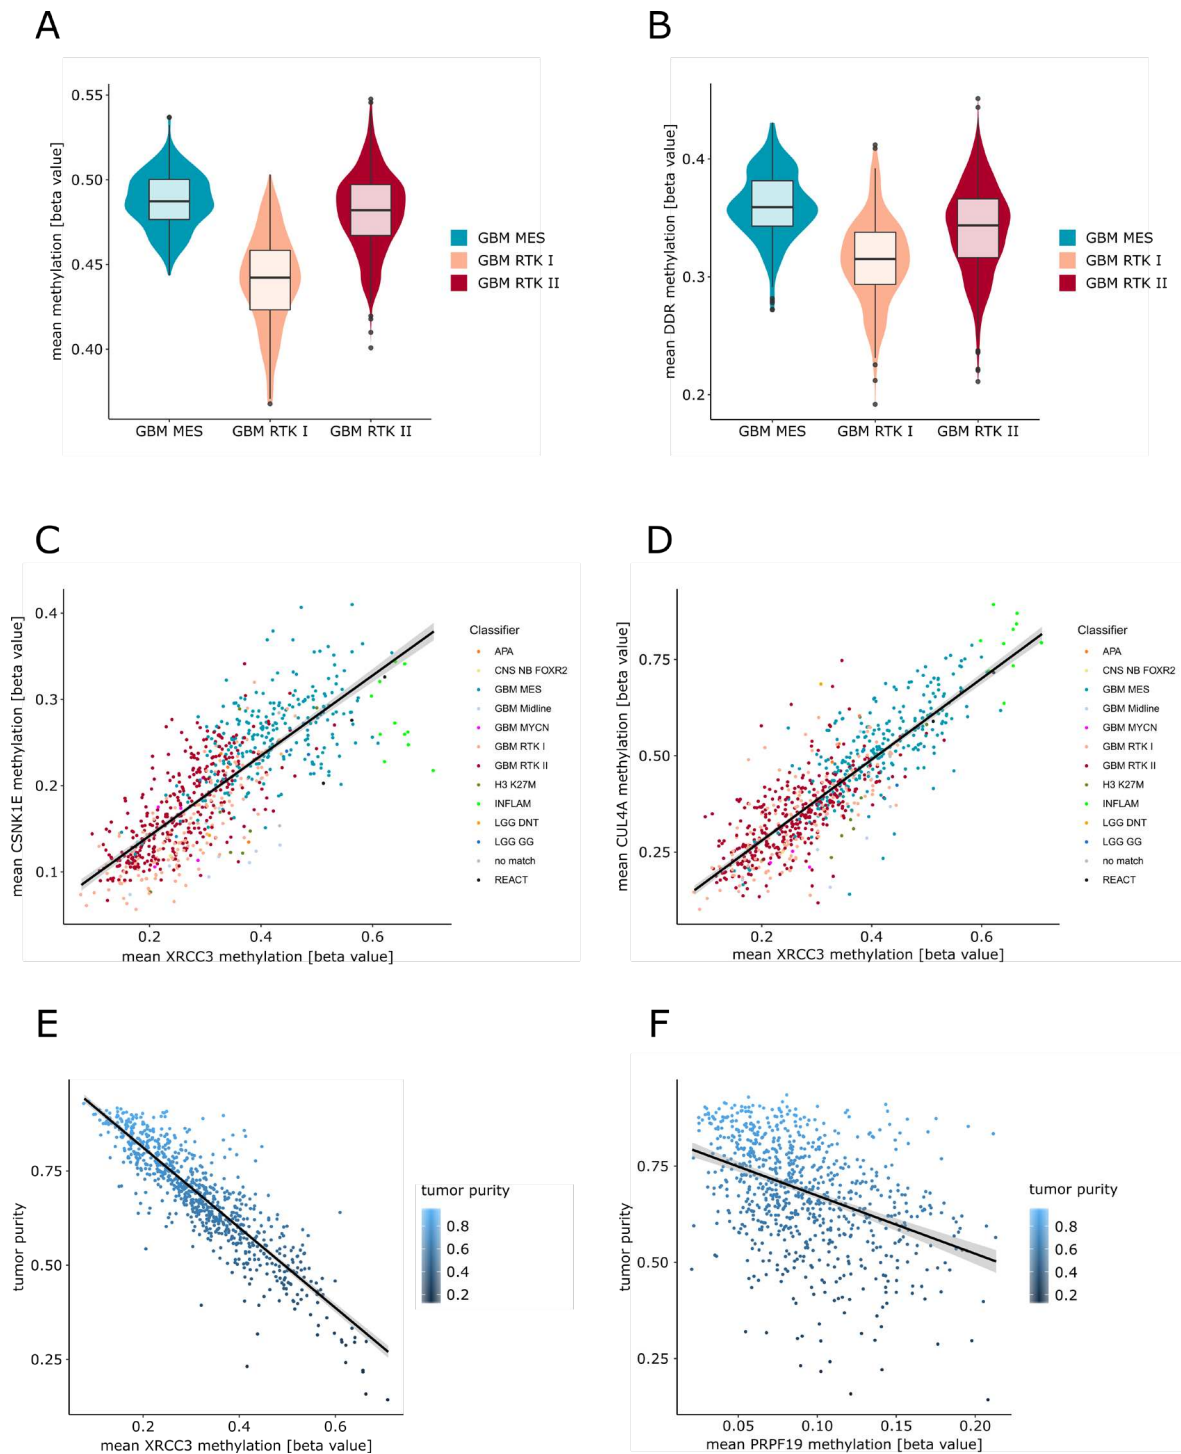 A
mean methylation [beta value]
0.55
0.50
0.45
0.40
GBM MES
GBM RTK I
GBM RTK II
GBM MES
GBM RTK I
GBM RTK II
B
mean DDR methylation [beta value]
0.4
0.3
0.2
GBM MES
GBM RTK I
GBM RTK II
GBM MES
GBM RTK I
GBM RTK II
C
mean CSNK1E methylation [beta value]
0.4
0.3
0.2
0.1
0.2
0.4
0.6
mean XRCC3 methylation [beta value]
Classifier
APA
CNS NB FOXR2
GBM MES
GBM Midline
GBM MYCN
GBM RTK I
GBM RTK II
H3 K27M
INFLAM
LGG DNT
LGG GG
no match
REACT
D
mean CUL4A methylation [beta value]
0.75
0.50
0.25
0.2
0.4
0.6
mean XRCC3 methylation [beta value]
Classifier
APA
CNS NB FOXR2
GBM MES
GBM Midline
GBM MYCN
GBM RTK I
GBM RTK II
H3 K27M
INFLAM
LGG DNT
LGG GG
no match
REACT
E
tumor purity
0.75
0.50
0.25
0.2
0.4
0.6
mean XRCC3 methylation [beta value]
tumor purity
0.8
0.6
0.4
0.2
F
tumor purity
0.75
0.50
0.25
0.05
0.10
0.15
0.20
mean PRPF19 methylation [beta value]
tumor purity
0.8
0.6
0.4
0.2